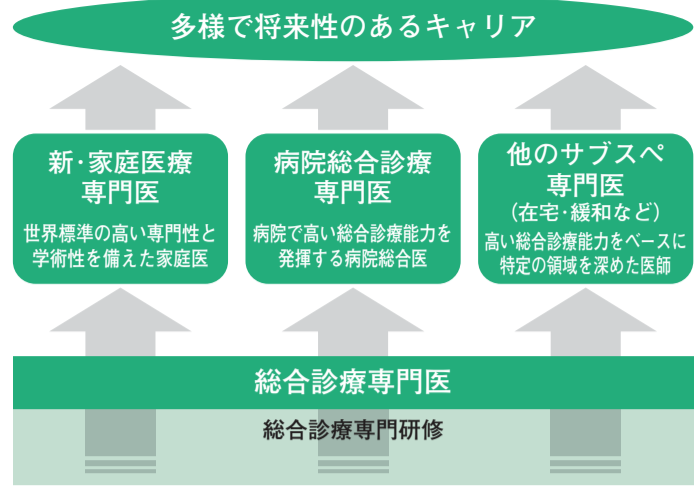 多様で将来性のあるキャリア
新・家庭医療
専門医
世界標準の高い専門性と
学術性を備えた家庭医
病院総合診療
専門医
病院で高い総合診療能力を
発揮する病院総合医
他のサブスペ
専門医
(在宅・緩和など)
高い総合診療能力をベースに
特定の領域を深めた医師
総合診療専門医
総合診療専門研修